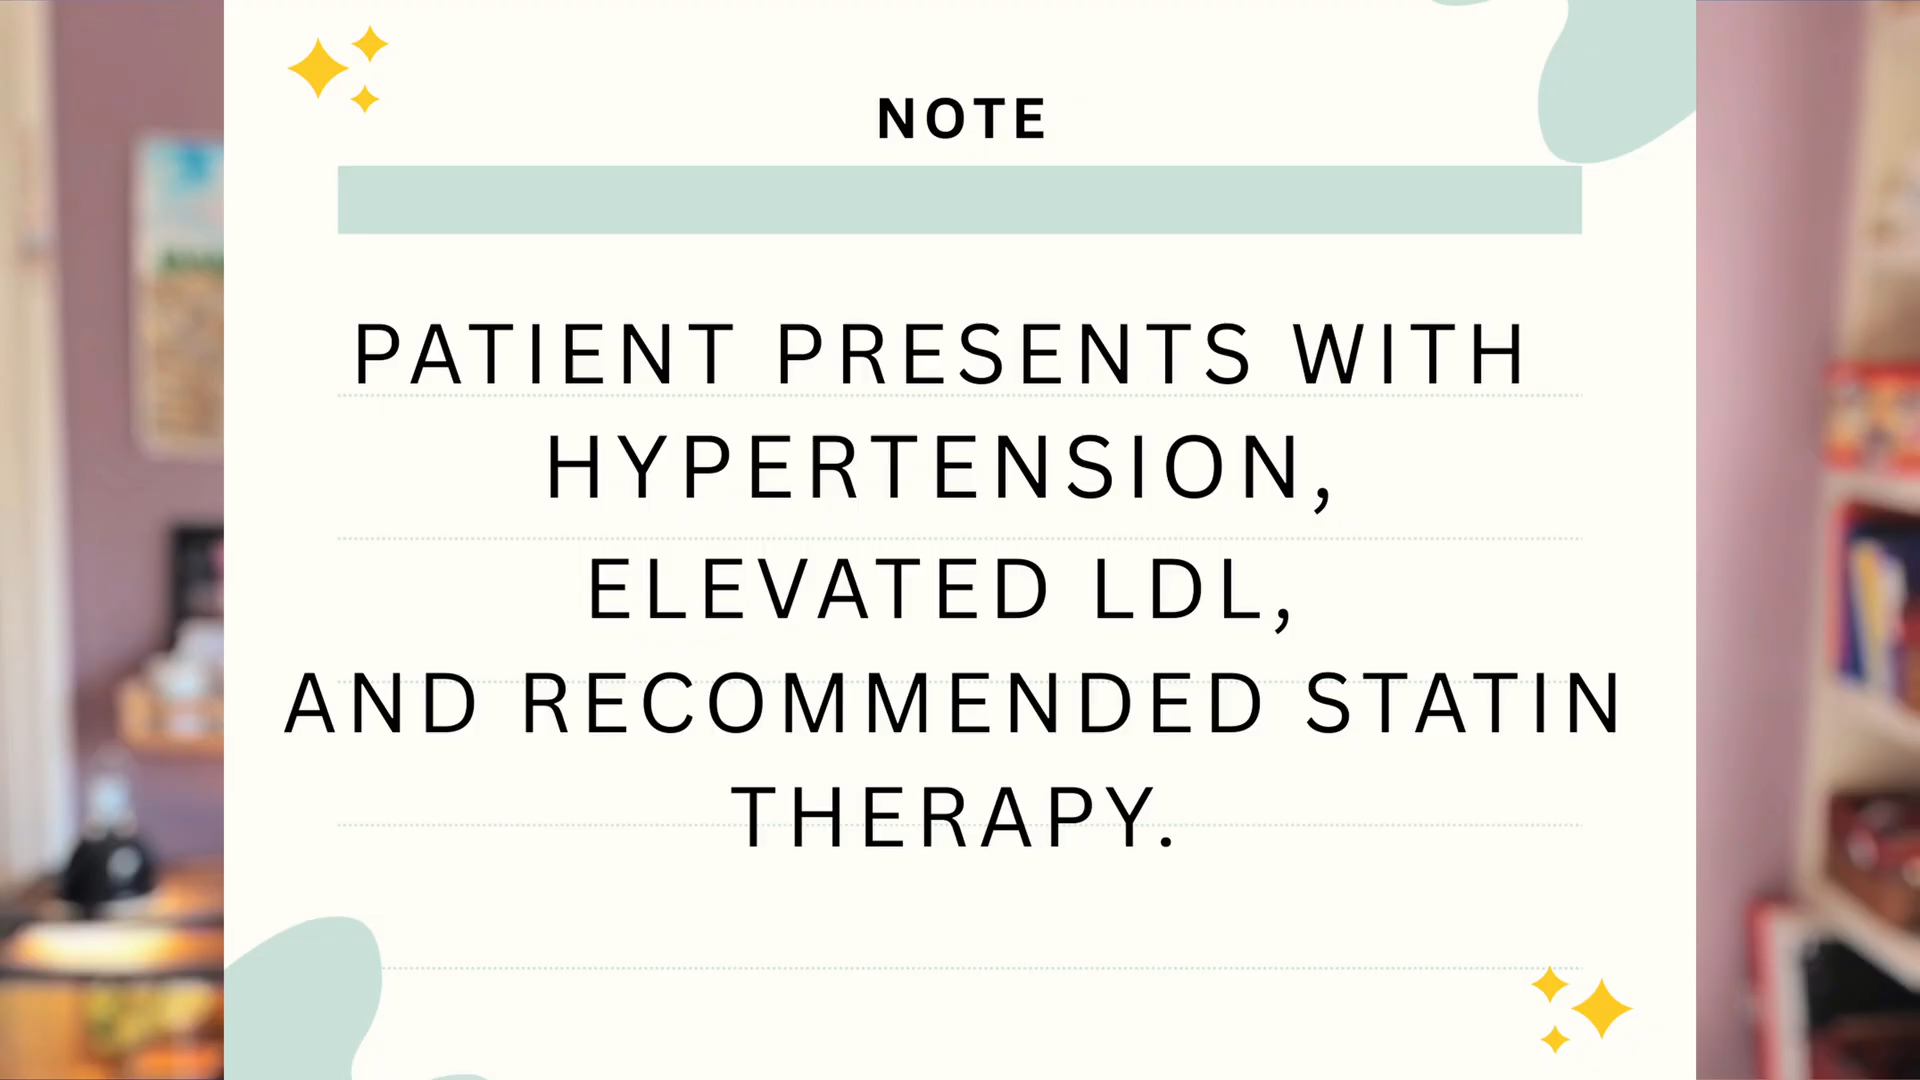 NOTE
PATIENT PRESENTS WITH
HYPERTENSION,
ELEVATED LDL,
AND RECOMMENDED STATIN
THERAPY.